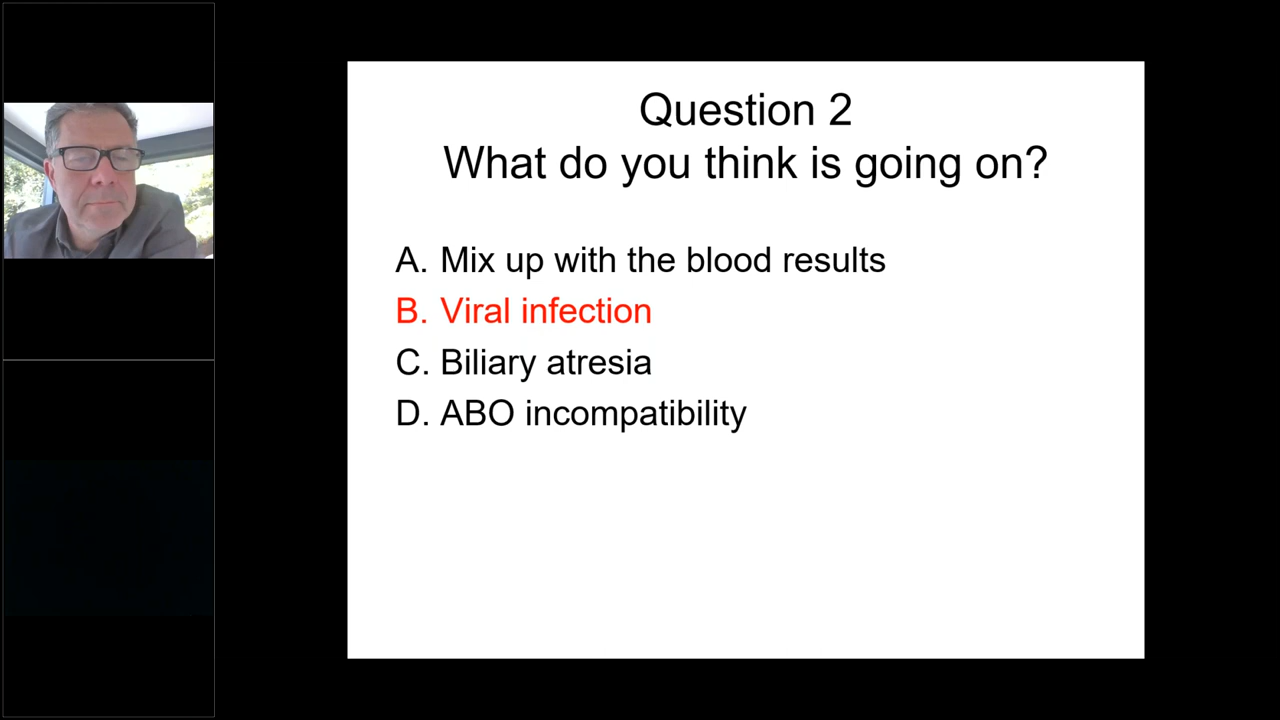 Question 2
What do you think is going on?
A. Mix up with the blood results
B. Viral infection
C. Biliary atresia
D. ABO incompatibility